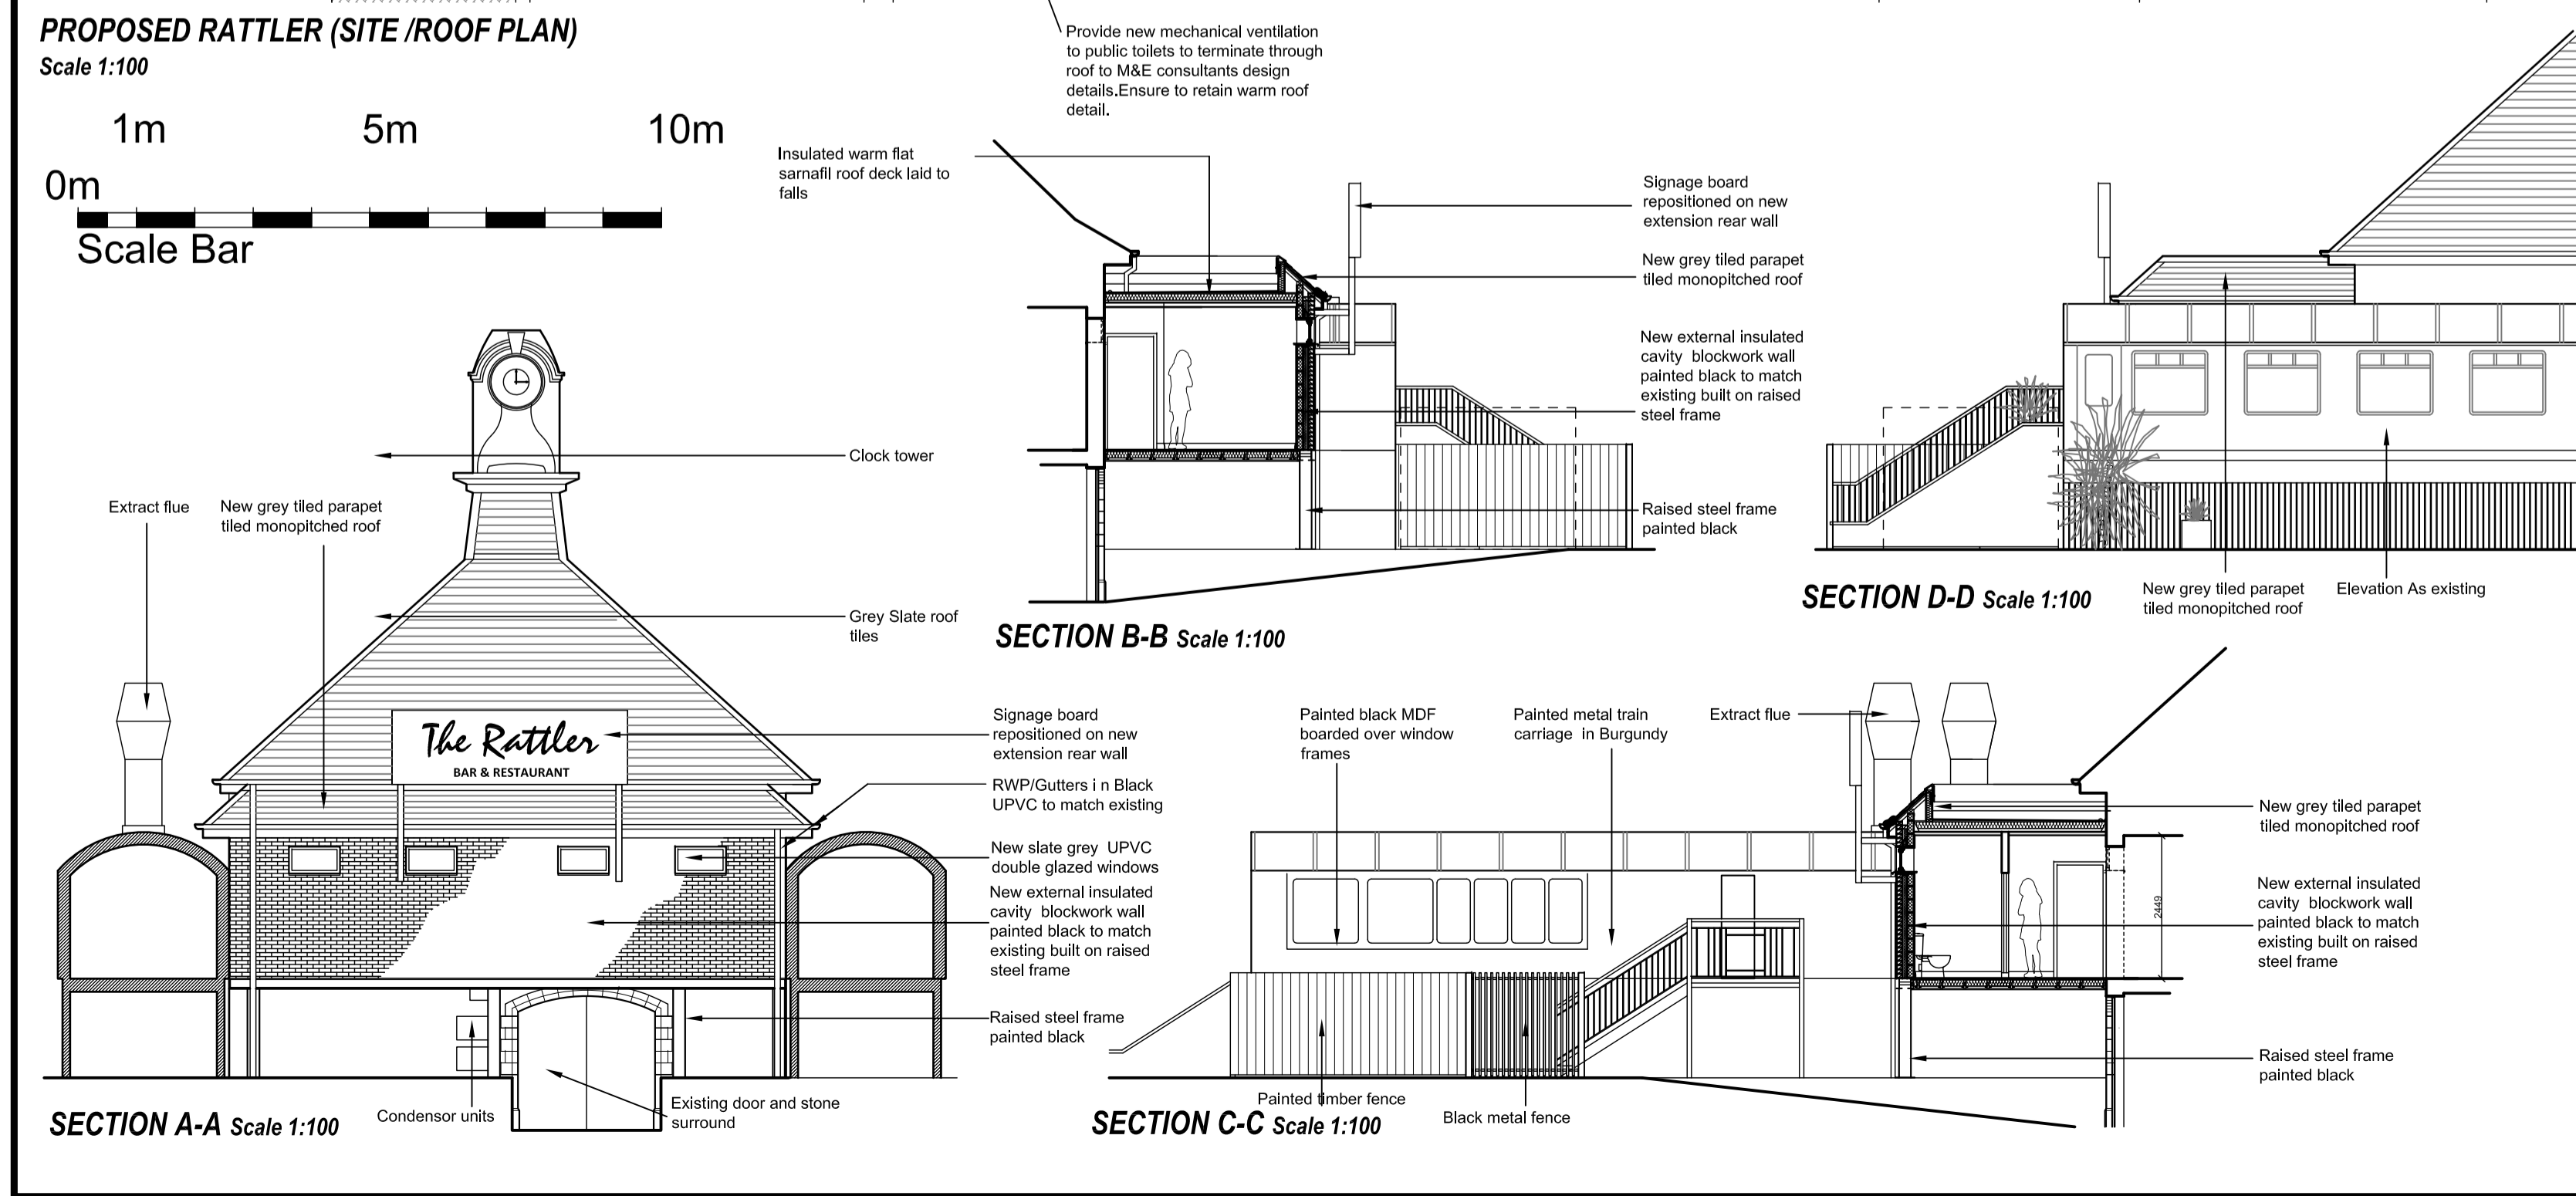 PROPOSED RATTLER (SITE /ROOF PLAN)
Scale 1:100
1m 5m 10m
0m
Scale Bar
Provide new mechanical ventilation
to public toilets to terminate through
roof to M&E consultants design
details.Ensure to retain warm roof
detail.
Insulated warm flat
sarnafil roof deck laid to
falls
Signage board
repositioned on new
extension rear wall
New grey tiled parapet
tiled monopitched roof
New external insulated
cavity blockwork wall
painted black to match
existing built on raised
steel frame
Raised steel frame
painted black
SECTION B-B Scale 1:100
New grey tiled parapet
tiled monopitched roof
Elevation As existing
SECTION D-D Scale 1:100
Extract flue
New grey tiled parapet
tiled monopitched roof
Clock tower
Grey Slate roof
tiles
The Rattler
BAR & RESTAURANT
Signage board
repositioned on new
extension rear wall
RWP/Gutters i n Black
UPVC to match existing
New slate grey UPVC
double glazed windows
New external insulated
cavity blockwork wall
painted black to match
existing built on raised
steel frame
Raised steel frame
painted black
Condensor units
Existing door and stone
surround
SECTION A-A Scale 1:100
Painted black MDF
boarded over window
frames
Painted metal train
carriage in Burgundy
Extract flue
New grey tiled parapet
tiled monopitched roof
2449
New external insulated
cavity blockwork wall
painted black to match
existing built on raised
steel frame
Raised steel frame
painted black
Painted timber fence
Black metal fence
SECTION C-C Scale 1:100